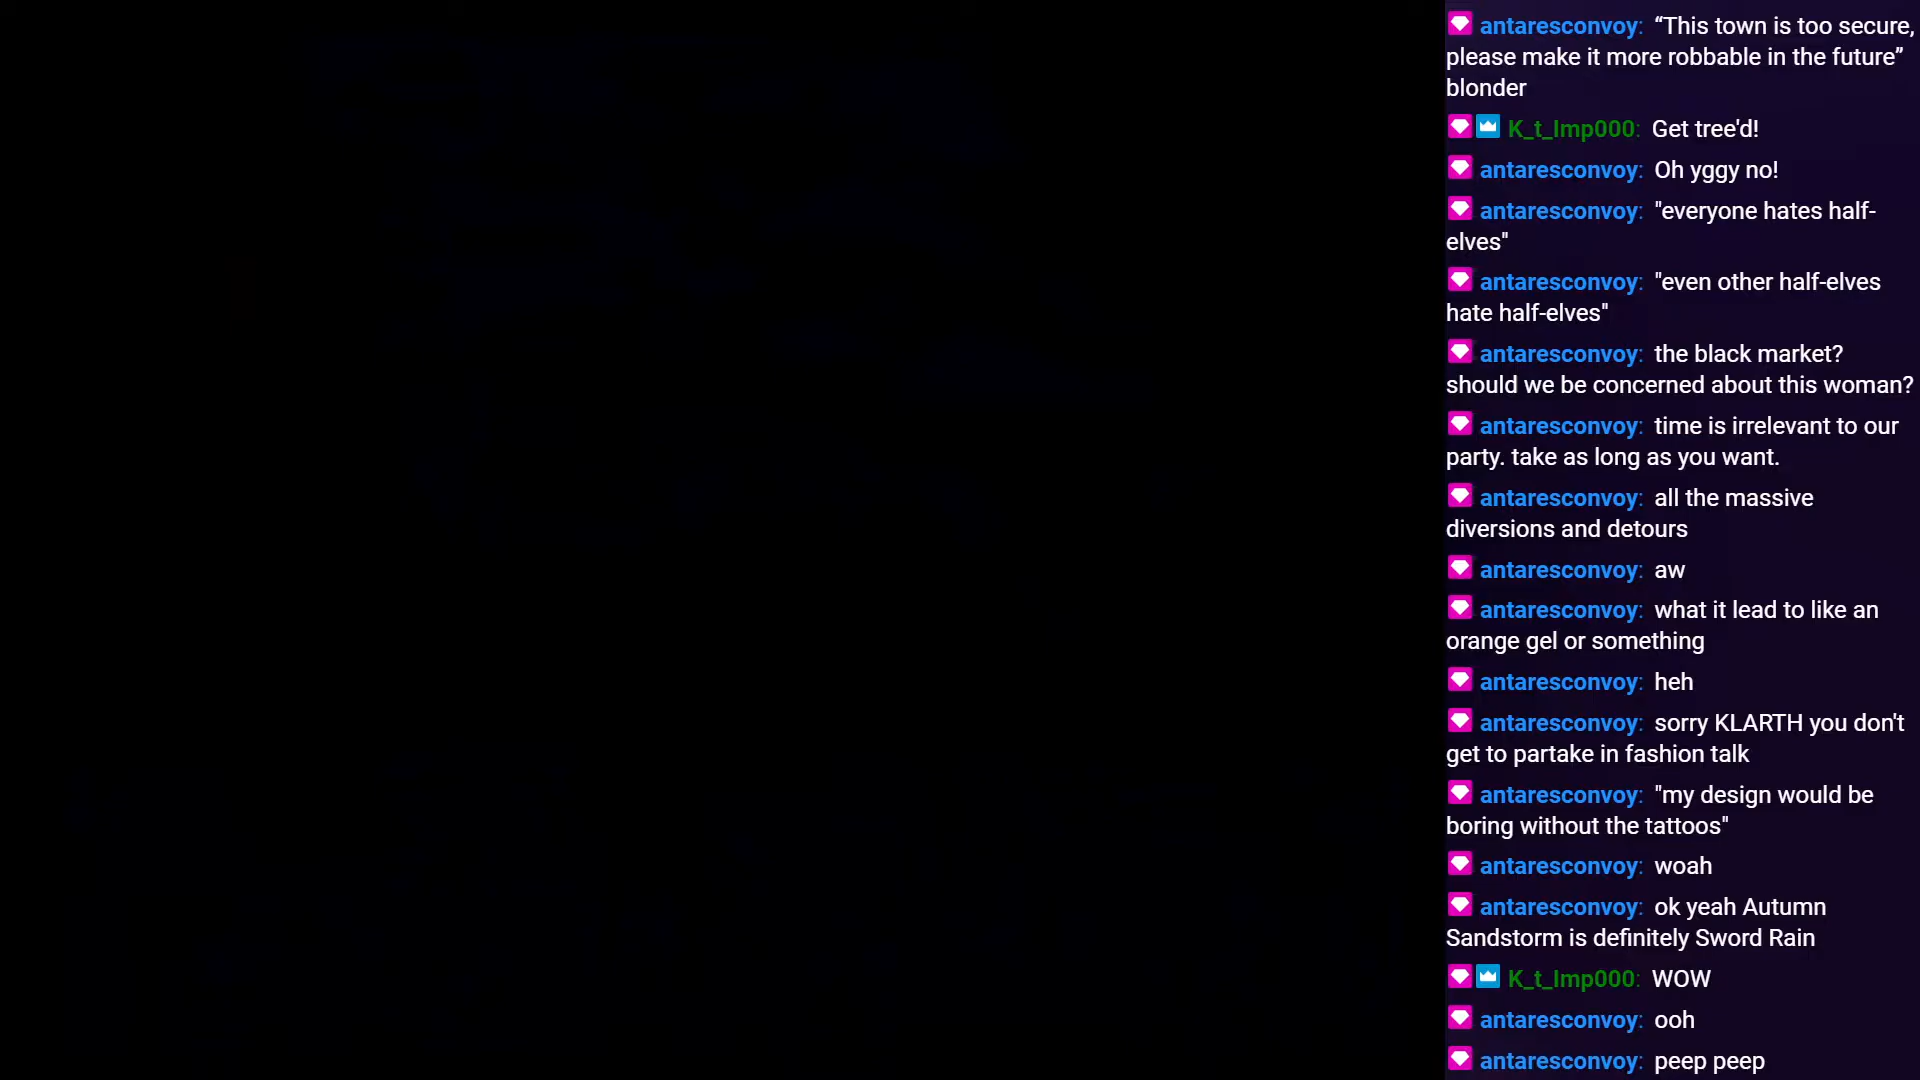 antaresconvoy: “This town is too secure,
please make it more robbable in the future”
blonder
K_t_Imp000: Get tree'd!
antaresconvoy: Oh yggy no!
antaresconvoy: "everyone hates half-
elves"
antaresconvoy: "even other half-elves
hate half-elves"
antaresconvoy: the black market?
should we be concerned about this woman?
antaresconvoy: time is irrelevant to our
party. take as long as you want.
antaresconvoy: all the massive
diversions and detours
antaresconvoy: aw
antaresconvoy: what it lead to like an
orange gel or something
antaresconvoy: heh
antaresconvoy: sorry KLARTH you don't
get to partake in fashion talk
antaresconvoy: "my design would be
boring without the tattoos"
antaresconvoy: woah
antaresconvoy: ok yeah Autumn
Sandstorm is definitely Sword Rain
K_t_Imp000: WOW
antaresconvoy: ooh
antaresconvoy: peep peep